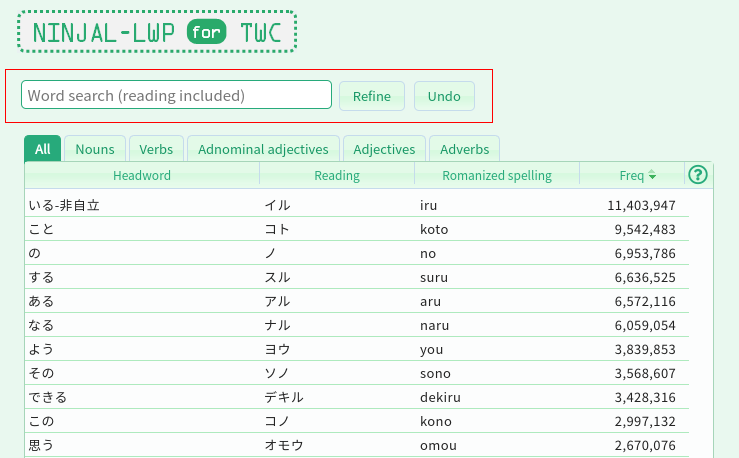 NINJAL-LWP for TWC
Word search (reading included) Refine Undo
All Nouns Verbs Adnominal adjectives Adjectives Adverbs
Headword Reading Romanized spelling Freq ?
いる-非自立 イル iru 11,403,947
こと コト koto 9,542,483
の ノ no 6,953,786
する スル suru 6,636,525
ある アル aru 6,572,116
なる ナル naru 6,059,054
よう ヨウ you 3,839,853
その ソノ sono 3,568,607
できる デキル dekiru 3,428,316
この コノ kono 2,997,132
思う オモウ omou 2,670,076